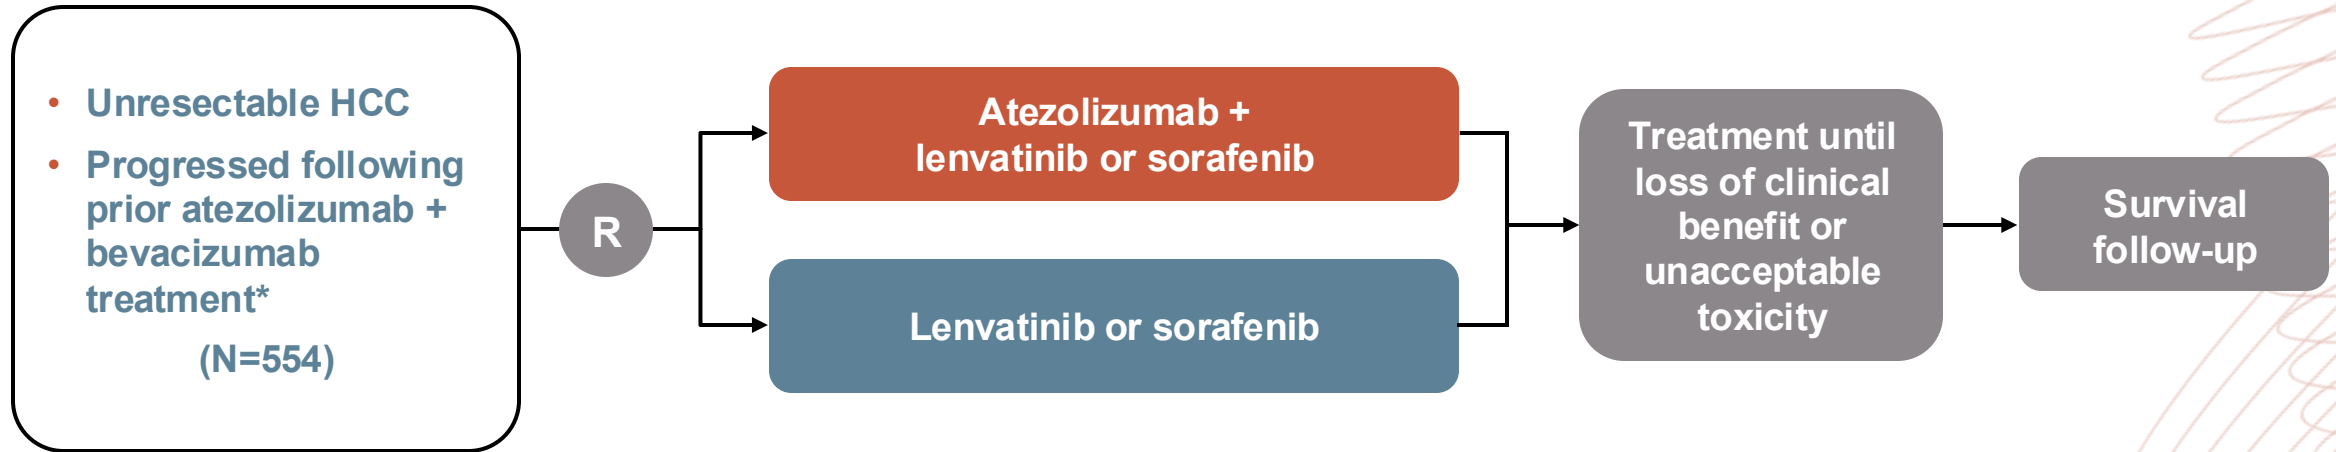 • Unresectable HCC
• Progressed following
prior atezolizumab +
bevacizumab
treatment*
(N=554)
R
Atezolizumab +
lenvatinib or sorafenib
Lenvatinib or sorafenib
Treatment until
loss of clinical
benefit or
unacceptable
toxicity
Survival
follow-up